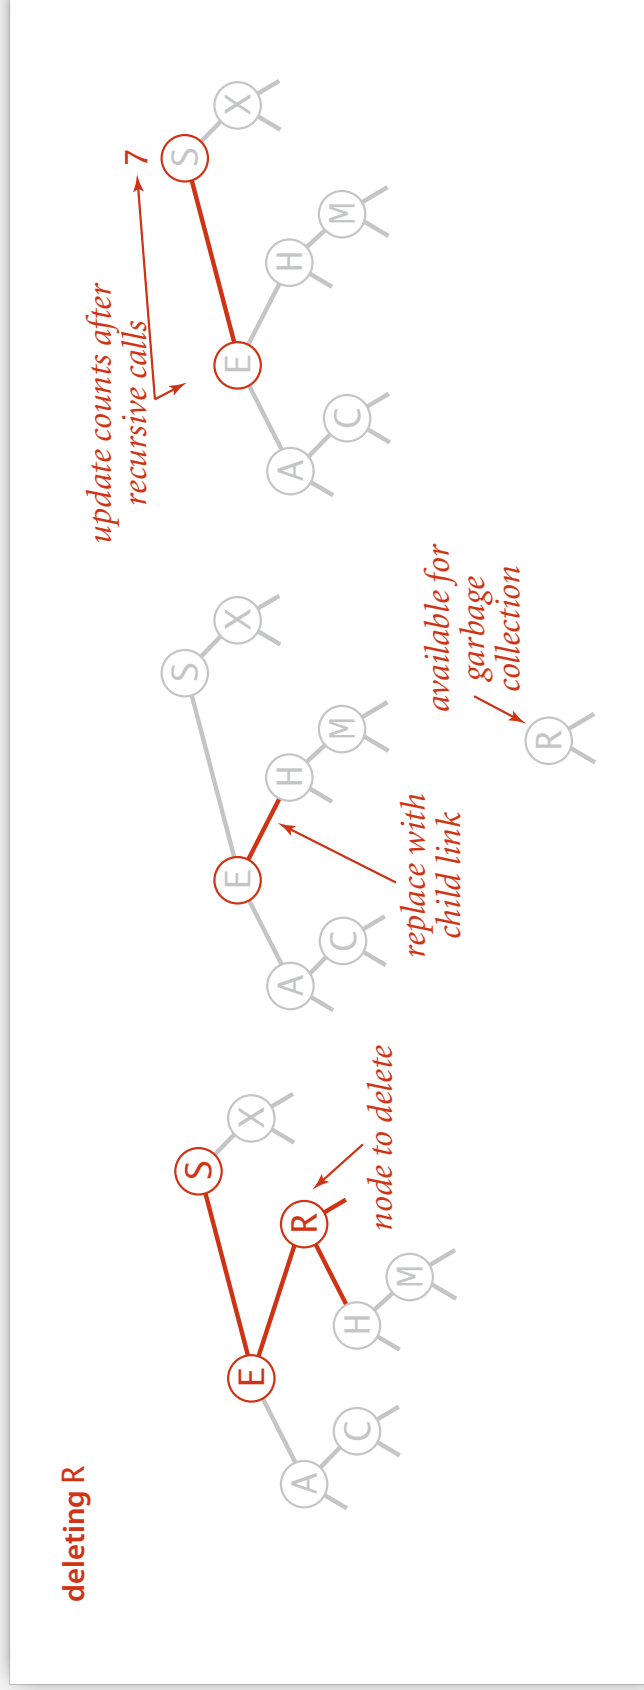 deleting R
S
E X
A R
C H
M
node to delete
S
E X
A H
C M
replace with
child link
available for
garbage
collection
R
update counts after
recursive calls
7
S
E X
A H
C M